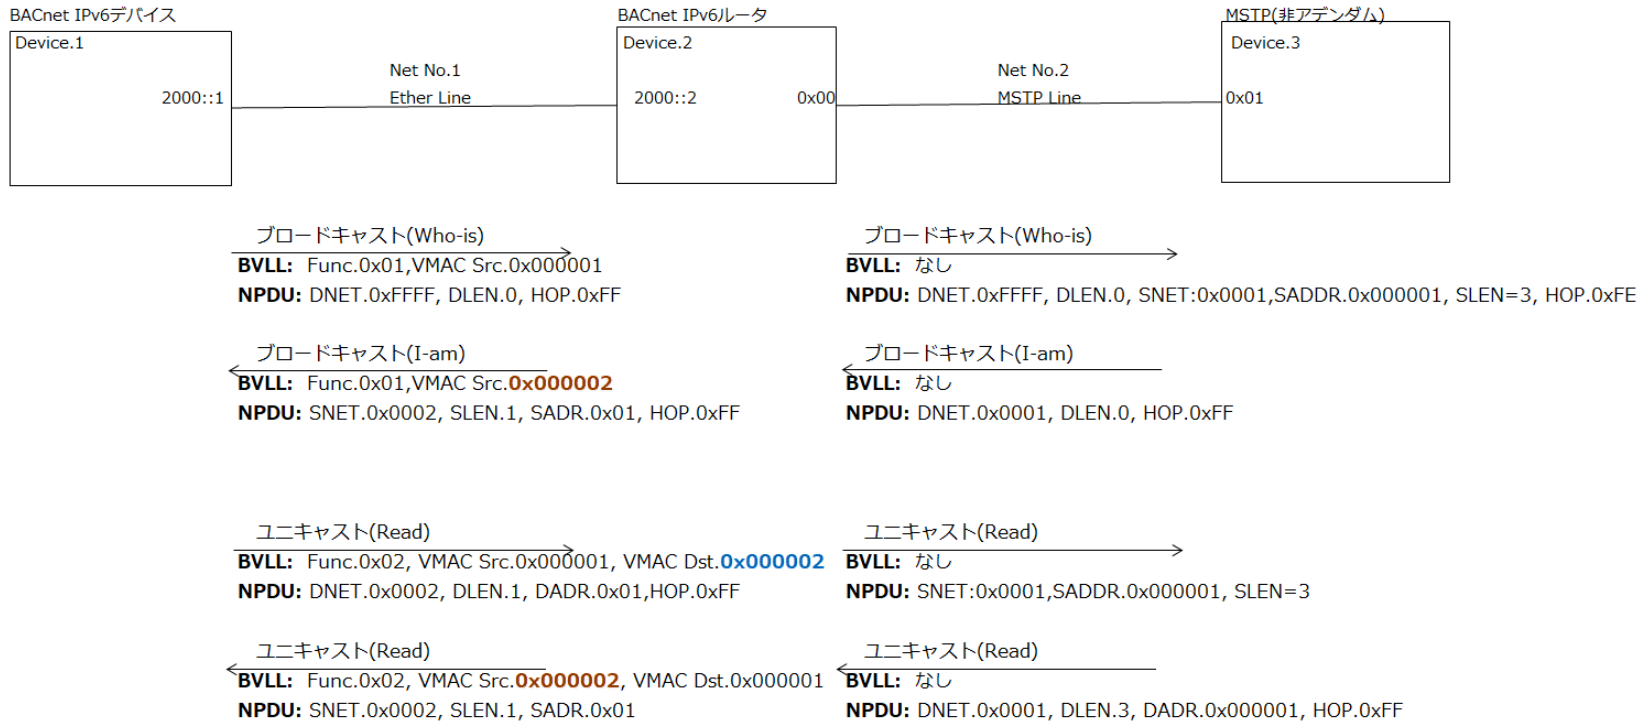 BACnet IPv6デバイス
BACnet IPv6ルータ
MSTP(非アデンダム)
Device.1
Device.2
Device.3
Net No.1
Net No.2
2000::1
Ether Line
2000::2
0x00
MSTP Line
0x01
ブロードキャスト(Who-is)
BVLL: Func.0x01,VMAC Src.0x000001
NPDU: DNET.0xFFFF, DLEN.0, HOP.0xFF
ブロードキャスト(Who-is)
BVLL: なし
NPDU: DNET.0xFFFF, DLEN.0, SNET:0x0001,SADDR.0x000001, SLEN=3, HOP.0xFE
ブロードキャスト(I-am)
BVLL: Func.0x01,VMAC Src.0x000002
NPDU: SNET.0x0002, SLEN.1, SADR.0x01, HOP.0xFF
ブロードキャスト(I-am)
BVLL: なし
NPDU: DNET.0x0001, DLEN.0, HOP.0xFF
ユニキャスト(Read)
BVLL: Func.0x02, VMAC Src.0x000001, VMAC Dst.0x000002
NPDU: DNET.0x0002, DLEN.1, DADR.0x01,HOP.0xFF
ユニキャスト(Read)
BVLL: なし
NPDU: SNET:0x0001,SADDR.0x000001, SLEN=3
ユニキャスト(Read)
BVLL: Func.0x02, VMAC Src.0x000002, VMAC Dst.0x000001
NPDU: SNET.0x0002, SLEN.1, SADR.0x01
ユニキャスト(Read)
BVLL: なし
NPDU: DNET.0x0001, DLEN.3, DADR.0x000001, HOP.0xFF